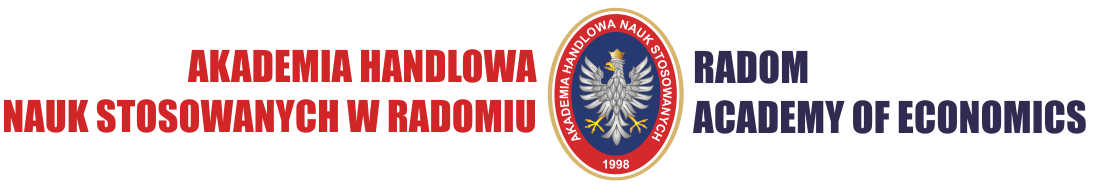 AKADEMIA HANDLOWA
NAUK STOSOWANYCH W RADOMIU
AKADEMIA HANDLOWA NAUK STOSOWANYCH
1998
RADOM
ACADEMY OF ECONOMICS